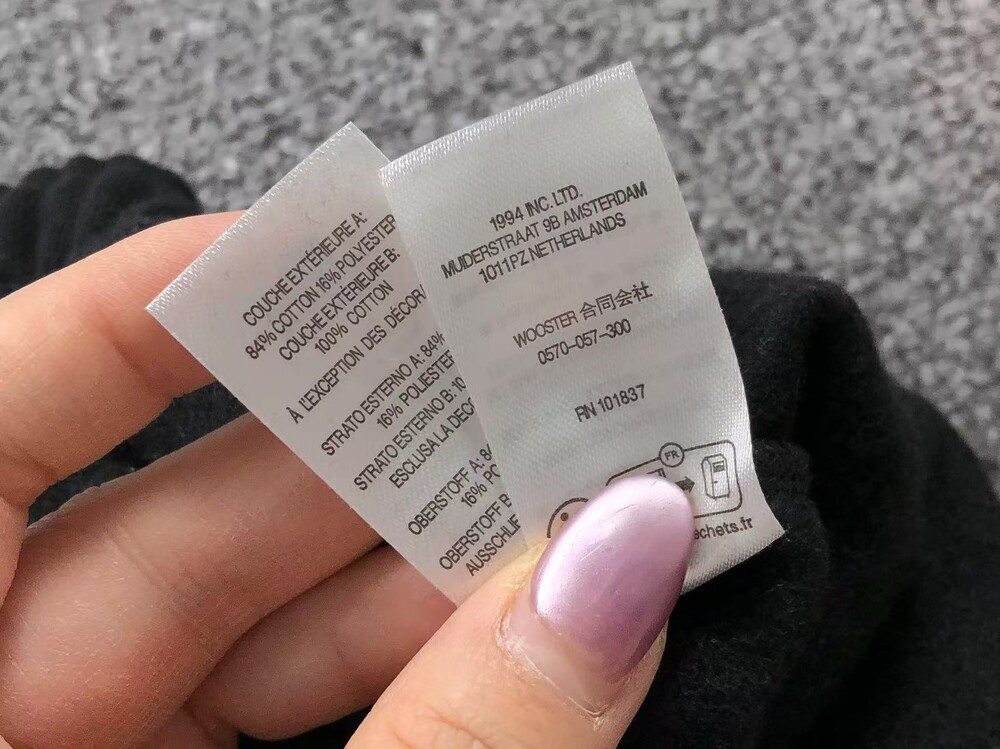 COUCHE EXTÉRIEURE A:
84% COTTON 16% POLYESTER
COUCHE EXTÉRIEURE B:
100% COTTON
À L'EXCEPTION DES DÉCOR
STRATO ESTERNO A: 84%
16% POLIESTE
STRATO ESTERNO B: 10
ESCLUSA LA DECO
OBERSTOFF A: 84
16% PO
OBERSTOFF B
AUSSCHLIE
1994 INC. LTD.
MUIDERSTRAAT 9B AMSTERDAM
1011PZ NETHERLANDS
WOOSTER 合同会社
0570-057-300
RN 101837
FR
echets.fr